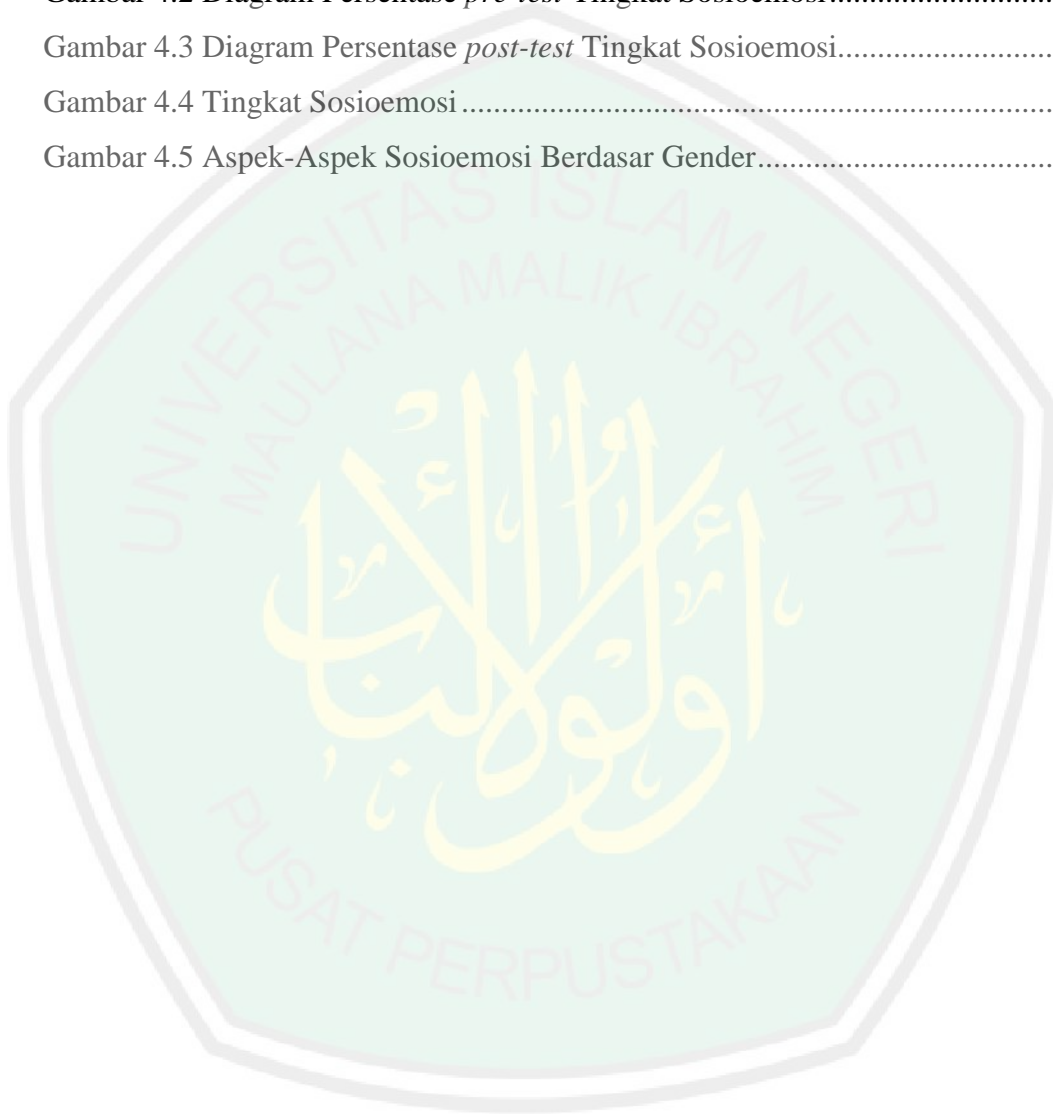 Gambar 4.2 Diagram Persentase pre-test Tingkat Sosioemosi............................
Gambar 4.3 Diagram Persentase post-test Tingkat Sosioemosi..........................
Gambar 4.4 Tingkat Sosioemosi........................................................................
Gambar 4.5 Aspek-Aspek Sosioemosi Berdasar Gender....................................
UNIVERSITAS ISLAM NEGERI
MAULANA MALIK IBRAHIM
أولوا الألباب
PUSAT PERPUSTAKAAN